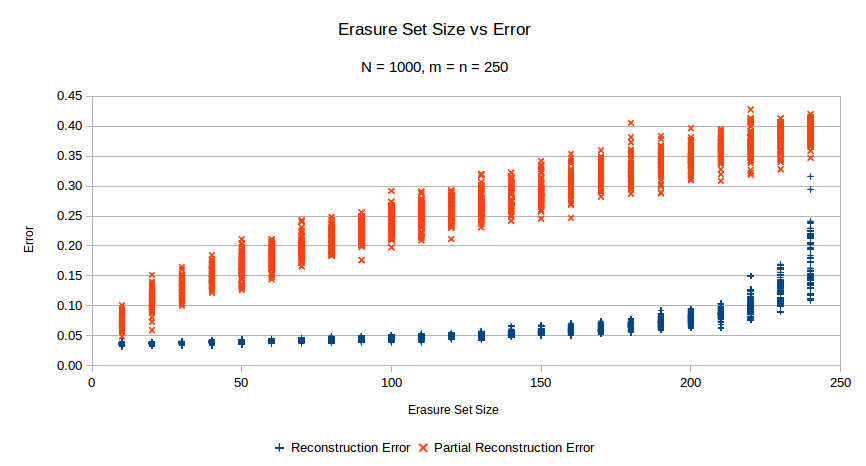 Erasure Set Size vs Error
N = 1000, m = n = 250
0.45
0.40
0.35
0.30
0.25
0.20
0.15
0.10
0.05
0.00
Error
0 50 100 150 200 250
Erasure Set Size
Reconstruction Error Partial Reconstruction Error